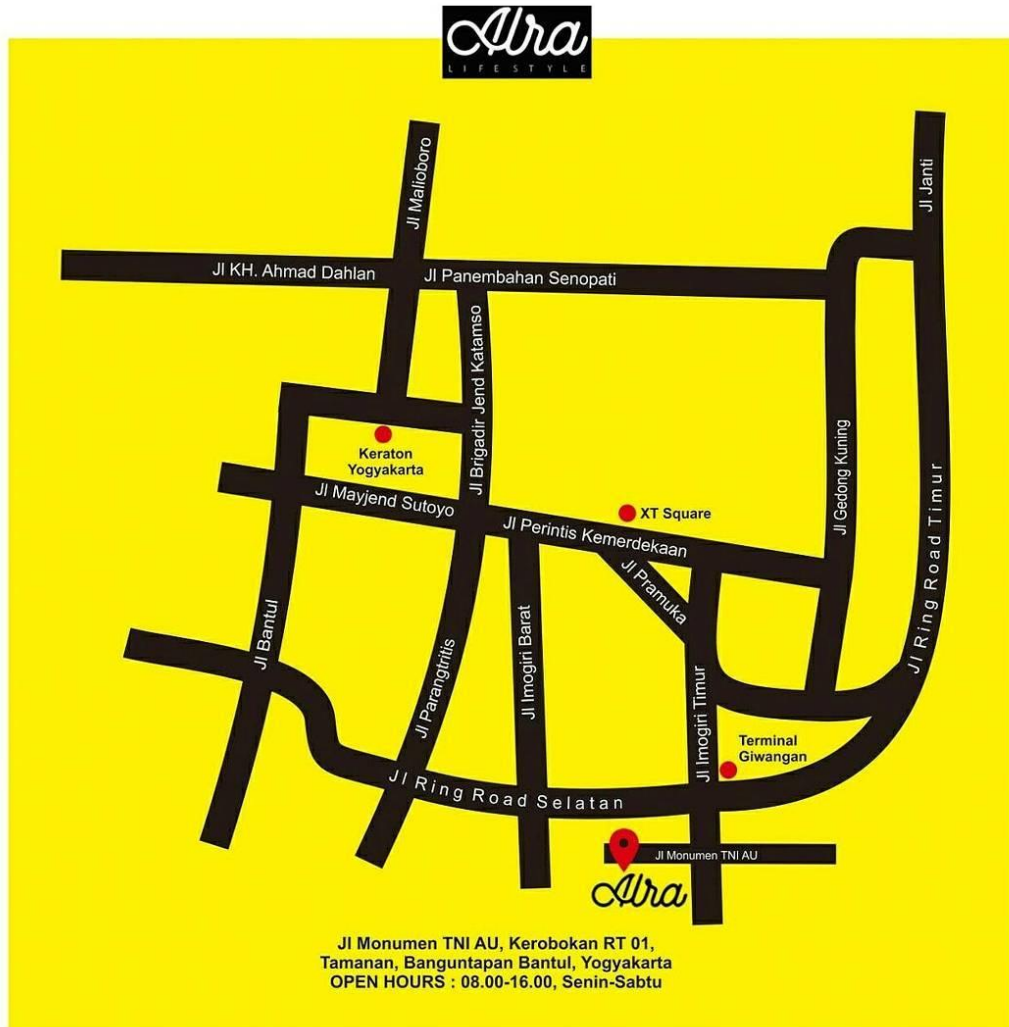 Alra
LIFESTYLE
Jl Malioboro
Jl Janti
Jl KH. Ahmad Dahlan
Jl Panembahan Senopati
Jl Brigadir Jend Katamso
Keraton
Yogyakarta
Jl Gedong Kuning
Jl Mayjend Sutoyo
XT Square
Jl Perintis Kemerdekaan
Jl Ring Road Timur
Jl Pramuka
Jl Bantul
Jl Parangtritis
Jl Imogiri Barat
Jl Imogiri Timur
Terminal
Giwangan
Jl Ring Road Selatan
Jl Monumen TNI AU
Alra
Jl Monumen TNI AU, Kerobokan RT 01,
Tamanan, Banguntapan Bantul, Yogyakarta
OPEN HOURS : 08.00-16.00, Senin-Sabtu